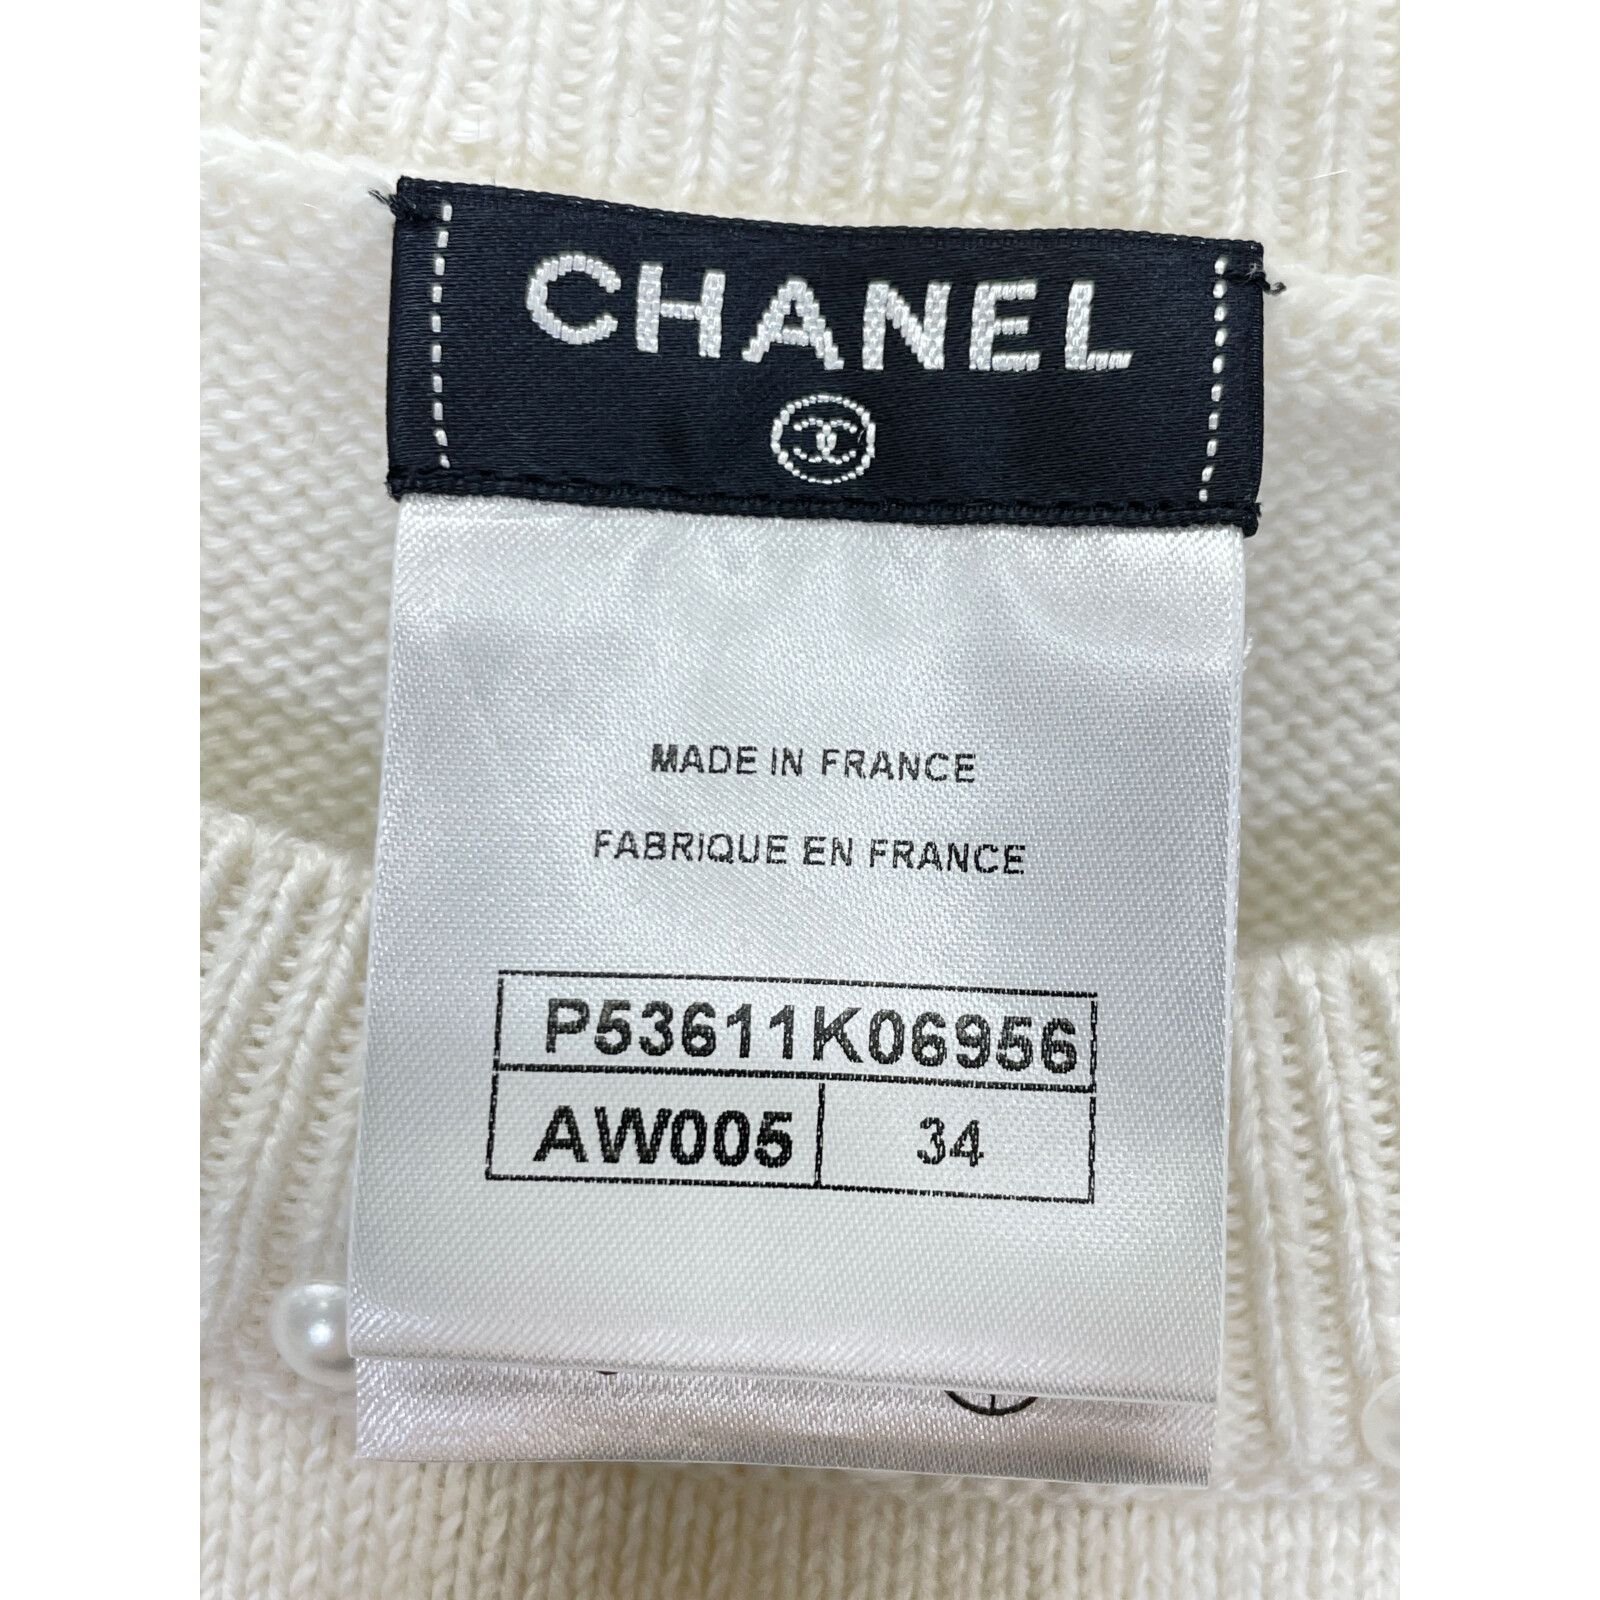 CHANEL
MADE IN FRANCE
FABRIQUE EN FRANCE
P53611K06956
AW005 34